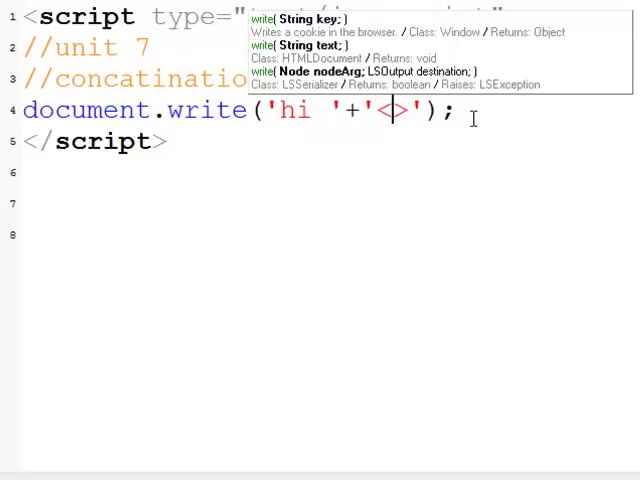 1 <script type="
write( String key; )
Writes a cookie in the browser. / Class: Window / Returns: Object
write( String text; )
Class: HTMLDocument / Returns: void
write( Node nodeArg; LSOutput destination; )
Class: LSSerializer / Returns: boolean / Raises: LSException
2 //unit 7
3 //concatinatio
4 document.write('hi '+'<>');
5 </script>
6
7
8